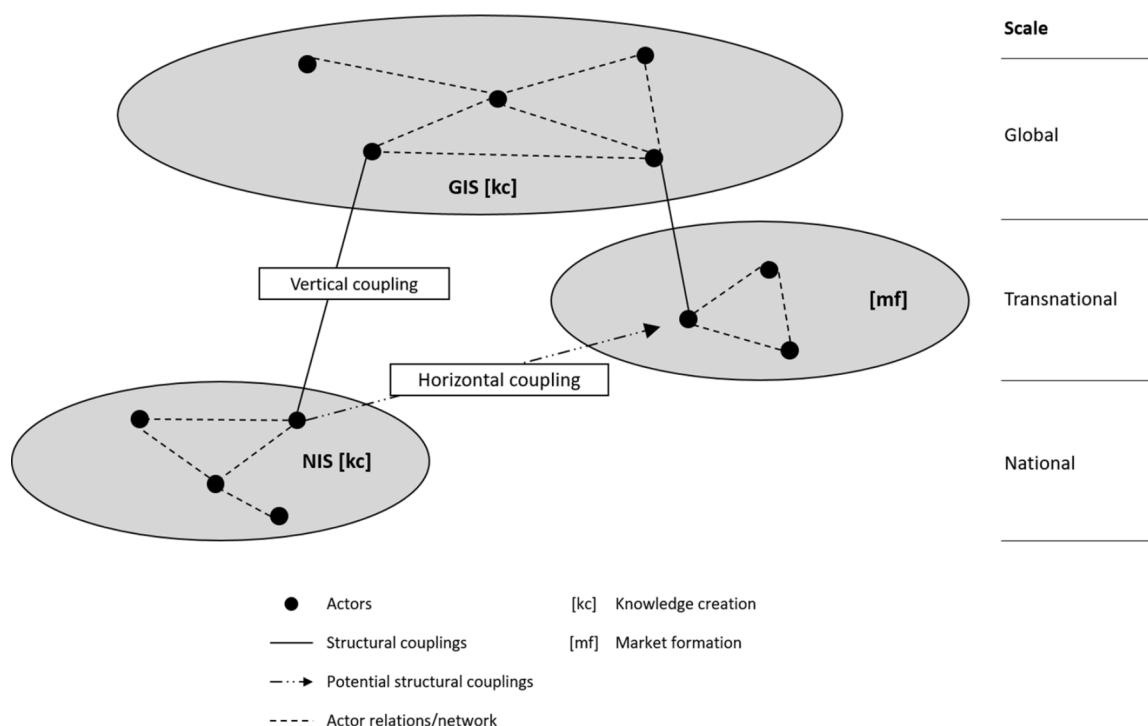 Scale
Global
GIS [kc]
Vertical coupling
[mf]
Transnational
Horizontal coupling
NIS [kc]
National
Actors
[kc] Knowledge creation
Structural couplings
[mf] Market formation
Potential structural couplings
Actor relations/network